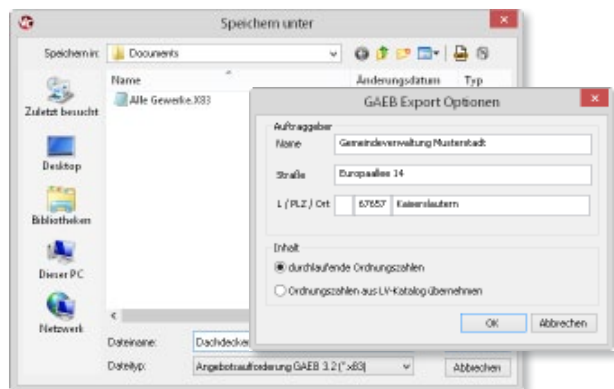 Speichern unter
Speichern in:
Documents
Name
Änderungsdatum
Typ
Alle Gewerke.X83
Zuletzt besucht
Desktop
Bibliotheken
Dieser PC
Netzwerk
Dateiname:
Dachdecker
Dateityp:
Angebotsaufforderung GAEB 3.2 (*.x83)
Abbrechen
GAEB Export Optionen
Auftraggeber
Name
Gemeindeverwaltung Musterstadt
Straße
Europaallee 14
L / PLZ / Ort
67657
Kaiserslautern
Inhalt
durchlaufende Ordnungszahlen
Ordnungszahlen aus LV-Katalog übernehmen
OK
Abbrechen